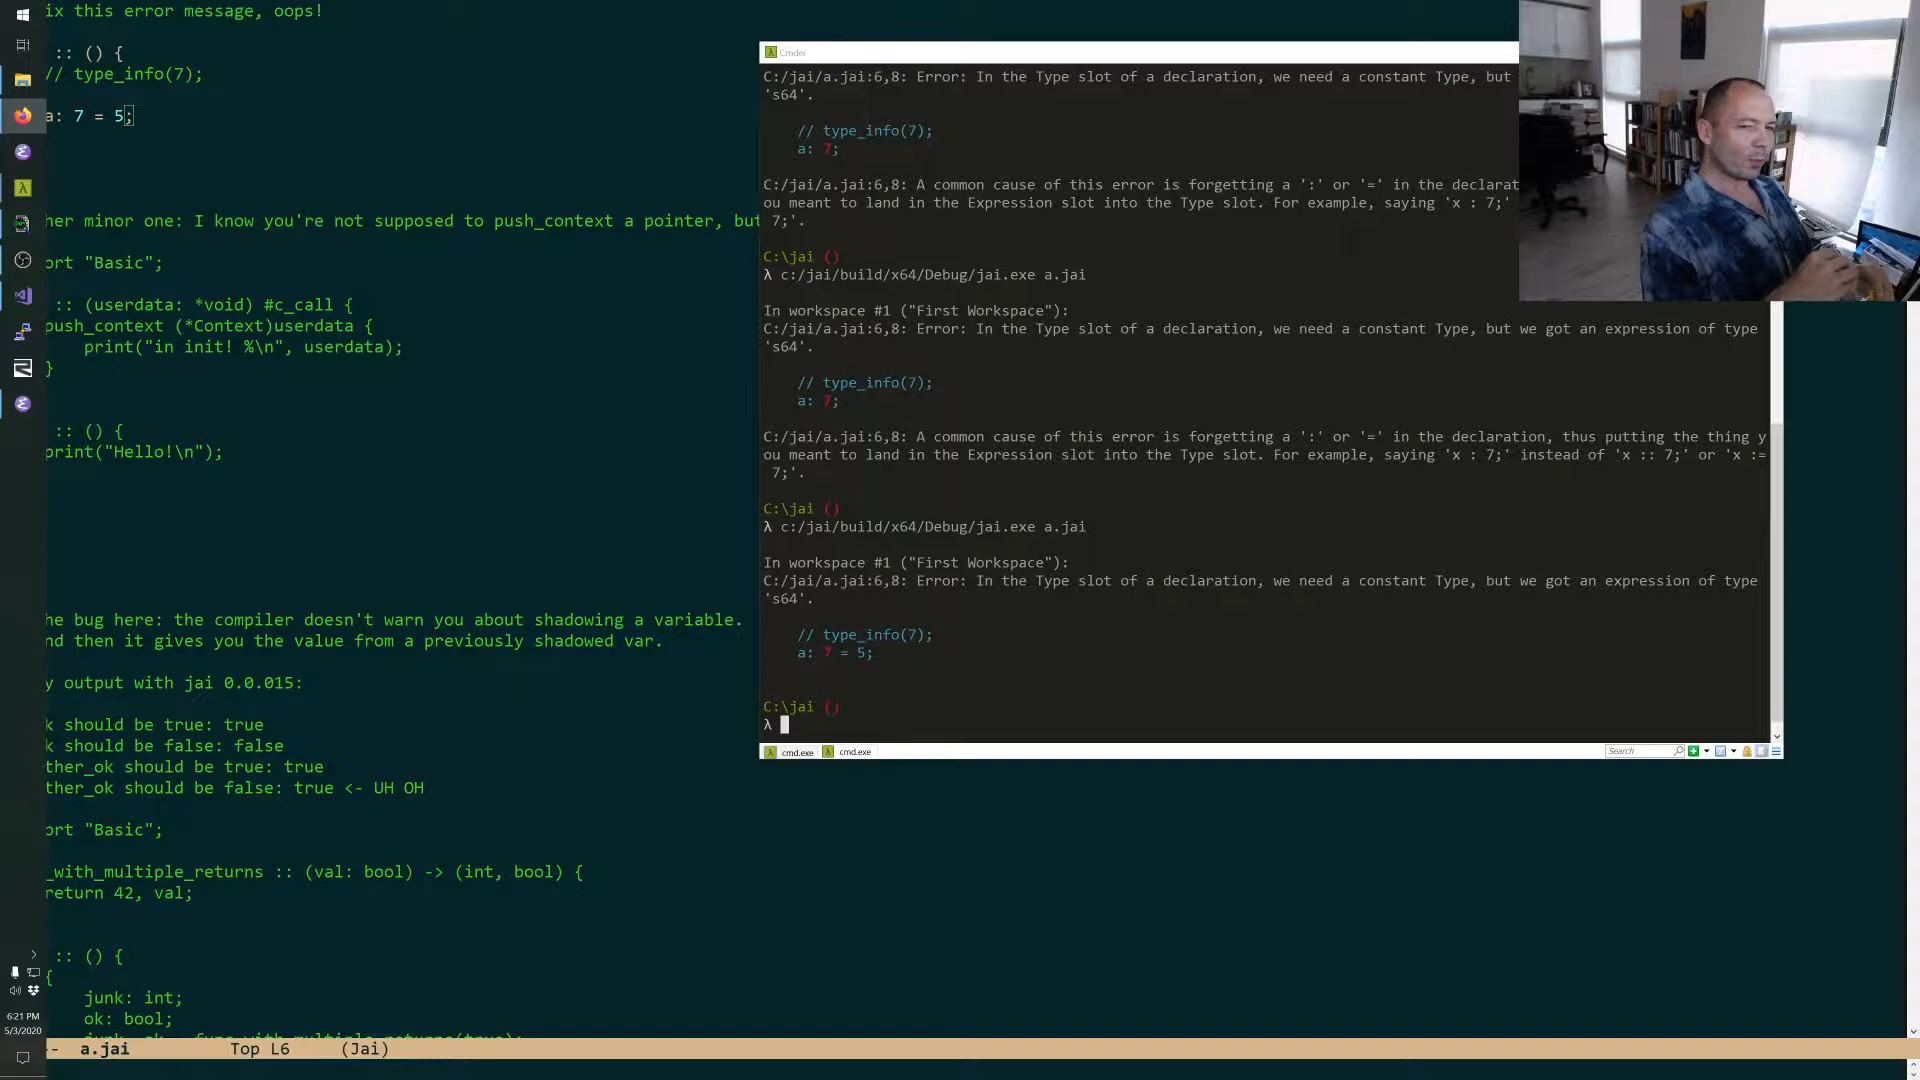 ix this error message, oops!
:: () {
// type_info(7);
a: 7 = 5;
her minor one: I know you're not supposed to push_context a pointer, but
ort "Basic";
:: (userdata: *void) #c_call {
push_context (*Context)userdata {
print("in init! %\n", userdata);
}
:: () {
print("Hello!\n");
he bug here: the compiler doesn't warn you about shadowing a variable.
nd then it gives you the value from a previously shadowed var.
y output with jai 0.0.015:
k should be true: true
k should be false: false
ther_ok should be true: true
ther_ok should be false: true <- UH OH
ort "Basic";
_with_multiple_returns :: (val: bool) -> (int, bool) {
return 42, val;
:: () {
{
junk: int;
ok: bool;
-- a.jai Top L6 (Jai)
6:21 PM
5/3/2020
Cmder
C:/jai/a.jai:6,8: Error: In the Type slot of a declaration, we need a constant Type, but
's64'.
// type_info(7);
a: 7;
C:/jai/a.jai:6,8: A common cause of this error is forgetting a ':' or '=' in the declarat
ou meant to land in the Expression slot into the Type slot. For example, saying 'x : 7;'
7;'.
C:\jai ()
λ c:/jai/build/x64/Debug/jai.exe a.jai
In workspace #1 ("First Workspace"):
C:/jai/a.jai:6,8: Error: In the Type slot of a declaration, we need a constant Type, but we got an expression of type
's64'.
// type_info(7);
a: 7;
C:/jai/a.jai:6,8: A common cause of this error is forgetting a ':' or '=' in the declaration, thus putting the thing y
ou meant to land in the Expression slot into the Type slot. For example, saying 'x : 7;' instead of 'x :: 7;' or 'x :=
7;'.
C:\jai ()
λ c:/jai/build/x64/Debug/jai.exe a.jai
In workspace #1 ("First Workspace"):
C:/jai/a.jai:6,8: Error: In the Type slot of a declaration, we need a constant Type, but we got an expression of type
's64'.
// type_info(7);
a: 7 = 5;
C:\jai ()
λ
cmd.exe cmd.exe Search